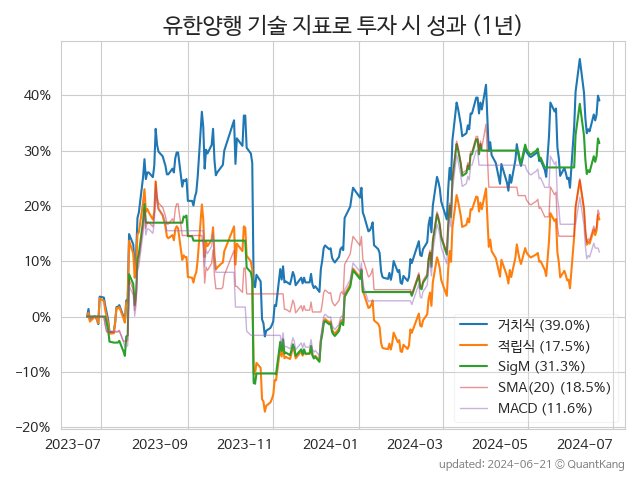 유한양행 기술 지표로 투자 시 성과 (1년)
40%
30%
20%
10%
0%
−10%
−20%
거치식 (39.0%)
적립식 (17.5%)
SigM (31.3%)
SMA(20) (18.5%)
MACD (11.6%)
2023-07 2023-09 2023-11 2024-01 2024-03 2024-05 2024-07
updated: 2024-06-21 © QuantKang